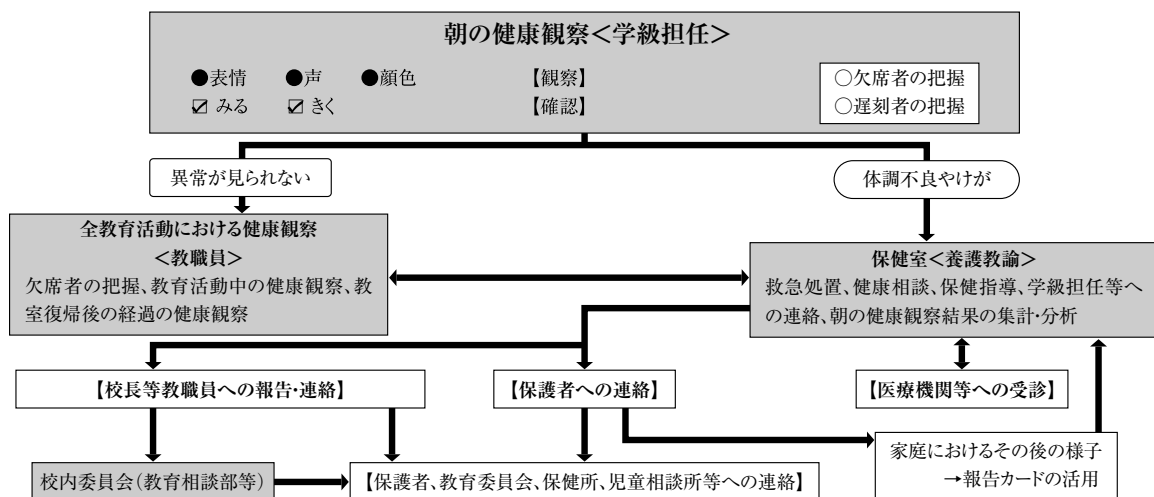 朝の健康観察＜学級担任＞
●表情 ●声 ●顔色 【観察】
☑ みる ☑ きく 【確認】
○欠席者の把握
○遅刻者の把握
異常が見られない
体調不良やけが
全教育活動における健康観察
＜教職員＞
欠席者の把握、教育活動中の健康観察、教
室復帰後の経過の健康観察
保健室＜養護教諭＞
救急処置、健康相談、保健指導、学級担任等へ
の連絡、朝の健康観察結果の集計・分析
【校長等教職員への報告・連絡】
【保護者への連絡】
【医療機関等への受診】
校内委員会（教育相談部等）
【保護者、教育委員会、保健所、児童相談所等への連絡】
家庭におけるその後の様子
→報告カードの活用